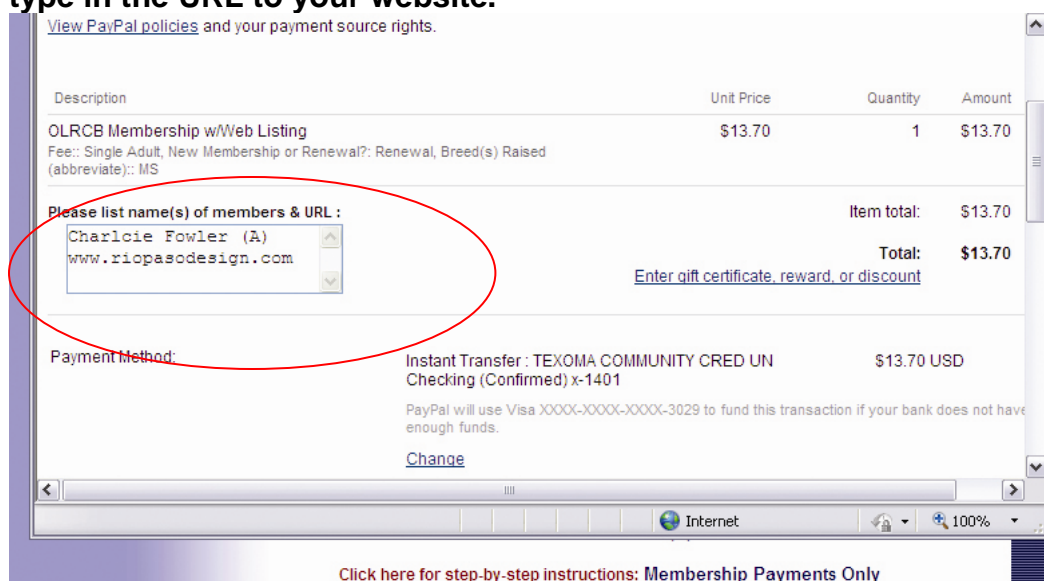 type in the URL to your website.
View PayPal policies and your payment source rights.
Description Unit Price Quantity Amount
OLRCB Membership w/Web Listing $13.70 1 $13.70
Fee:: Single Adult, New Membership or Renewal?: Renewal, Breed(s) Raised
(abbreviate):: MS
Please list name(s) of members & URL : Item total: $13.70
Charlcie Fowler (A)
www.riopasodesign.com Total: $13.70
Enter gift certificate, reward, or discount
Payment Method: Instant Transfer : TEXOMA COMMUNITY CRED UN $13.70 USD
Checking (Confirmed) x-1401
PayPal will use Visa XXXX-XXXX-XXXX-3029 to fund this transaction if your bank does not have
enough funds.
Change
Internet 100%
Click here for step-by-step instructions: Membership Payments Only